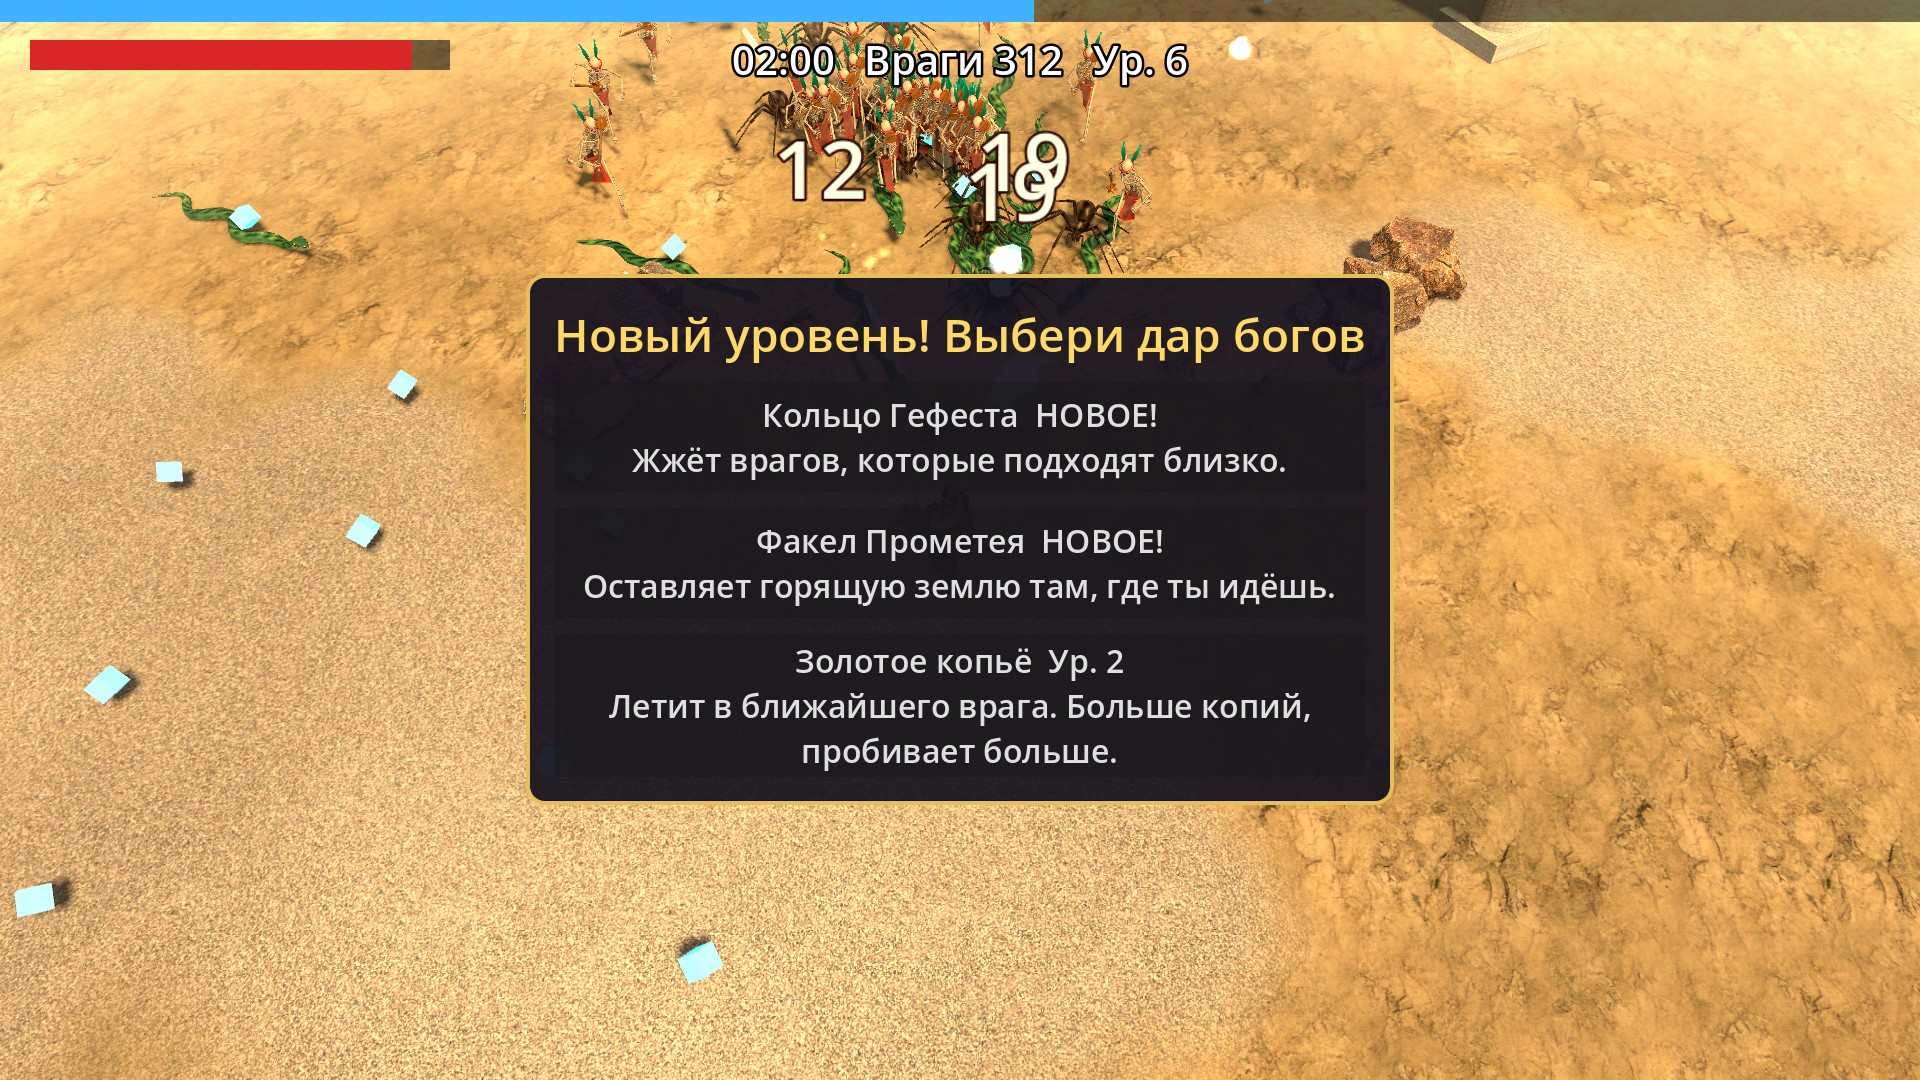 02:00 Враги 312 Ур. 6
12
19
19
Новый уровень! Выбери дар богов
Кольцо Гефеста НОВОЕ!
Жжёт врагов, которые подходят близко.
Факел Прометея НОВОЕ!
Оставляет горящую землю там, где ты идёшь.
Золотое копьё Ур. 2
Летит в ближайшего врага. Больше копий,
пробивает больше.